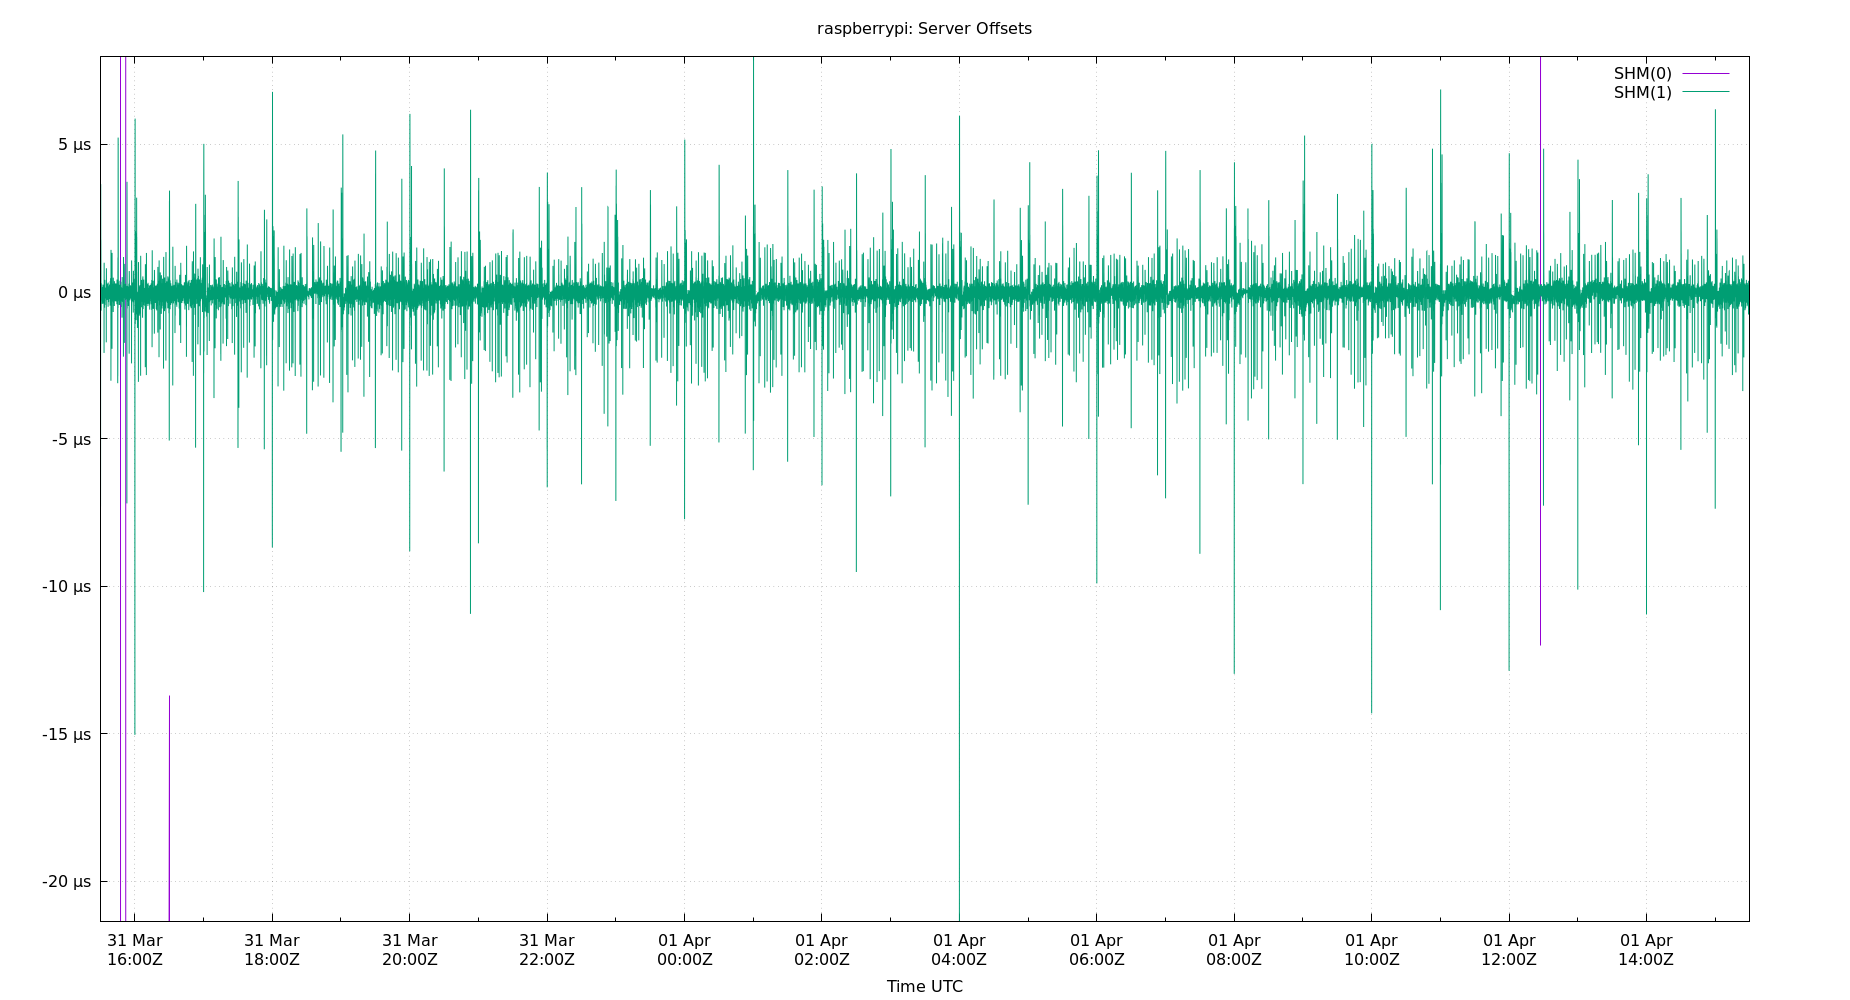 raspberrypi: Server Offsets
SHM(0)
SHM(1)
5 µs
0 µs
-5 µs
-10 µs
-15 µs
-20 µs
31 Mar 31 Mar 31 Mar 31 Mar 01 Apr 01 Apr 01 Apr 01 Apr 01 Apr 01 Apr 01 Apr 01 Apr
16:00Z 18:00Z 20:00Z 22:00Z 00:00Z 02:00Z 04:00Z 06:00Z 08:00Z 10:00Z 12:00Z 14:00Z
Time UTC